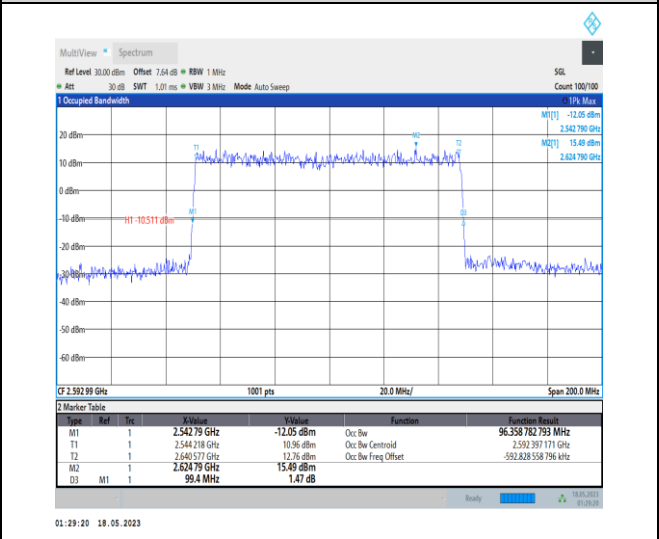 MultiView Spectrum
Ref Level 30.00 dBm Offset 7.64 dB RBW 1 MHz SGL
Att 30 dB SWT 1.01 ms VBW 3 MHz Mode Auto Sweep Count 100/100
1 Occupied Bandwidth 1Pk Max
M1[1] -12.05 dBm
2.542 790 GHz
M2[1] 15.49 dBm
2.624 790 GHz
20 dBm
M2
T1
T2
10 dBm
0 dBm
M1
D3
-10 dBm
H1 -10.511 dBm
-20 dBm
-30 dBm
-40 dBm
-50 dBm
-60 dBm
CF 2.592 99 GHz 1001 pts 20.0 MHz/ Span 200.0 MHz
2 Marker Table
Type Ref Trc X-Value Y-Value Function Function Result
M1 1 2.54279 GHz -12.05 dBm Occ Bw 96.358 782 793 MHz
T1 1 2.544 218 GHz 10.96 dBm Occ Bw Centroid 2.592 397 171 GHz
T2 1 2.640 577 GHz 12.76 dBm Occ Bw Freq Offset -592.828 558 796 kHz
M2 1 2.624 79 GHz 15.49 dBm
D3 M1 1 99.4 MHz 1.47 dB
Ready 18.05.2023
01:29:20
01:29:20 18.05.2023